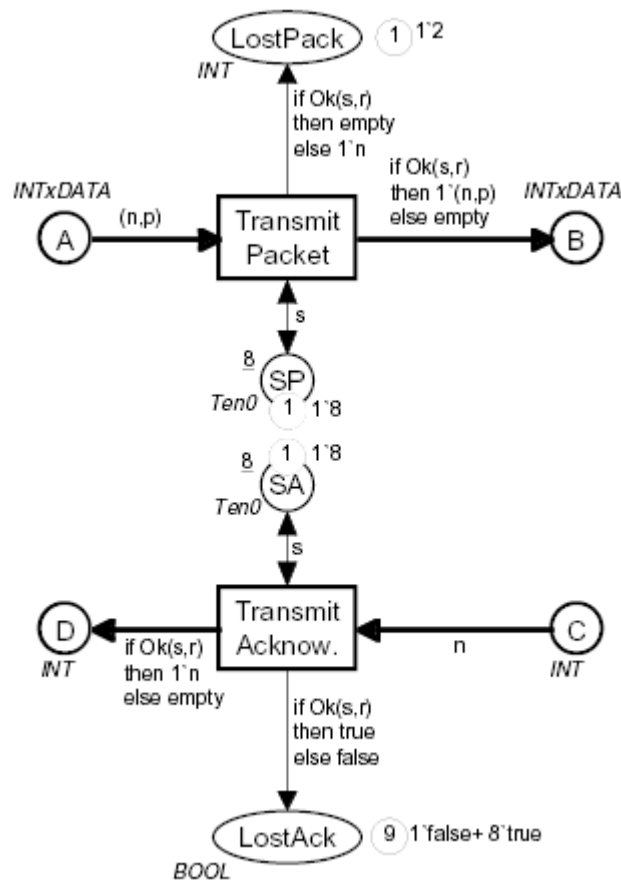 LostPack
1
1`2
INT
if Ok(s,r)
then empty
else 1`n
INTxDATA
A
(n,p)
Transmit
Packet
if Ok(s,r)
then 1`(n,p)
else empty
INTxDATA
B
s
8
SP
Ten0
1
1`8
8
1
1`8
SA
Ten0
s
D
INT
if Ok(s,r)
then 1`n
else empty
Transmit
Acknow.
n
C
INT
if Ok(s,r)
then true
else false
LostAck
9
1`false+ 8`true
BOOL